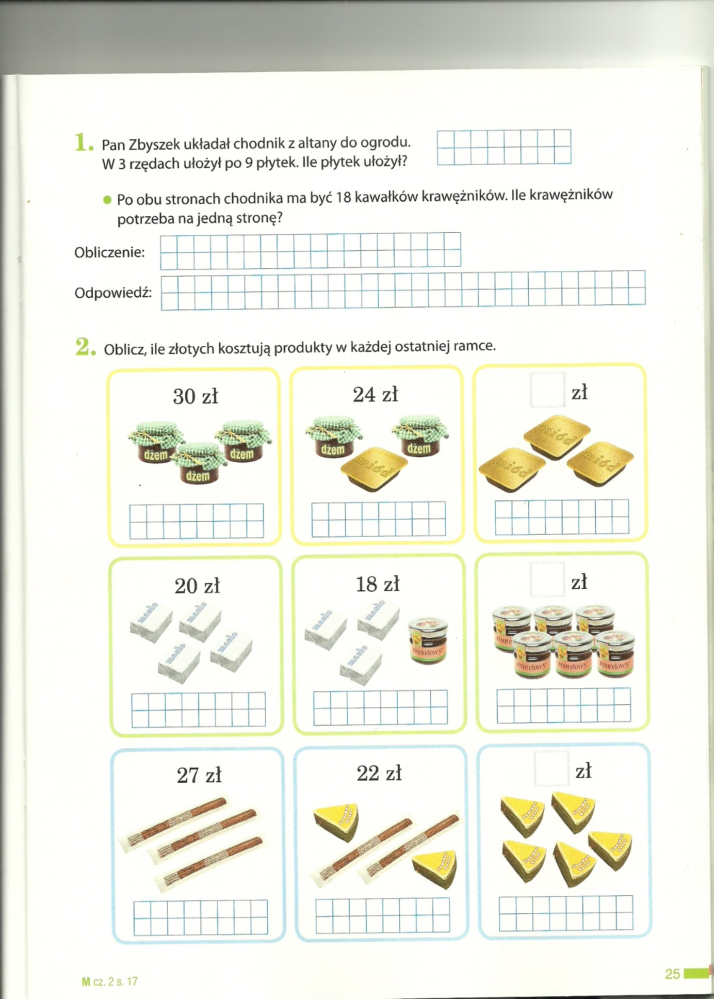 1. Pan Zbyszek układał chodnik z altany do ogrodu.
W 3 rzędach ułożył po 9 płytek. Ile płytek ułożył?
● Po obu stronach chodnika ma być 18 kawałków krawężników. Ile krawężników
potrzeba na jedną stronę?
Obliczenie:
Odpowiedź:
2. Oblicz, ile złotych kosztują produkty w każdej ostatniej ramce.
30 zł
24 zł
zł
dżem
dżem
dżem
dżem
dżem
miód
miód
miód
miód
20 zł
18 zł
zł
masło
masło
masło
masło
masło
masło
masło
morelowy
more
morelowy
morelowy
morelowy
27 zł
22 zł
zł
M cz. 2 s. 17
25